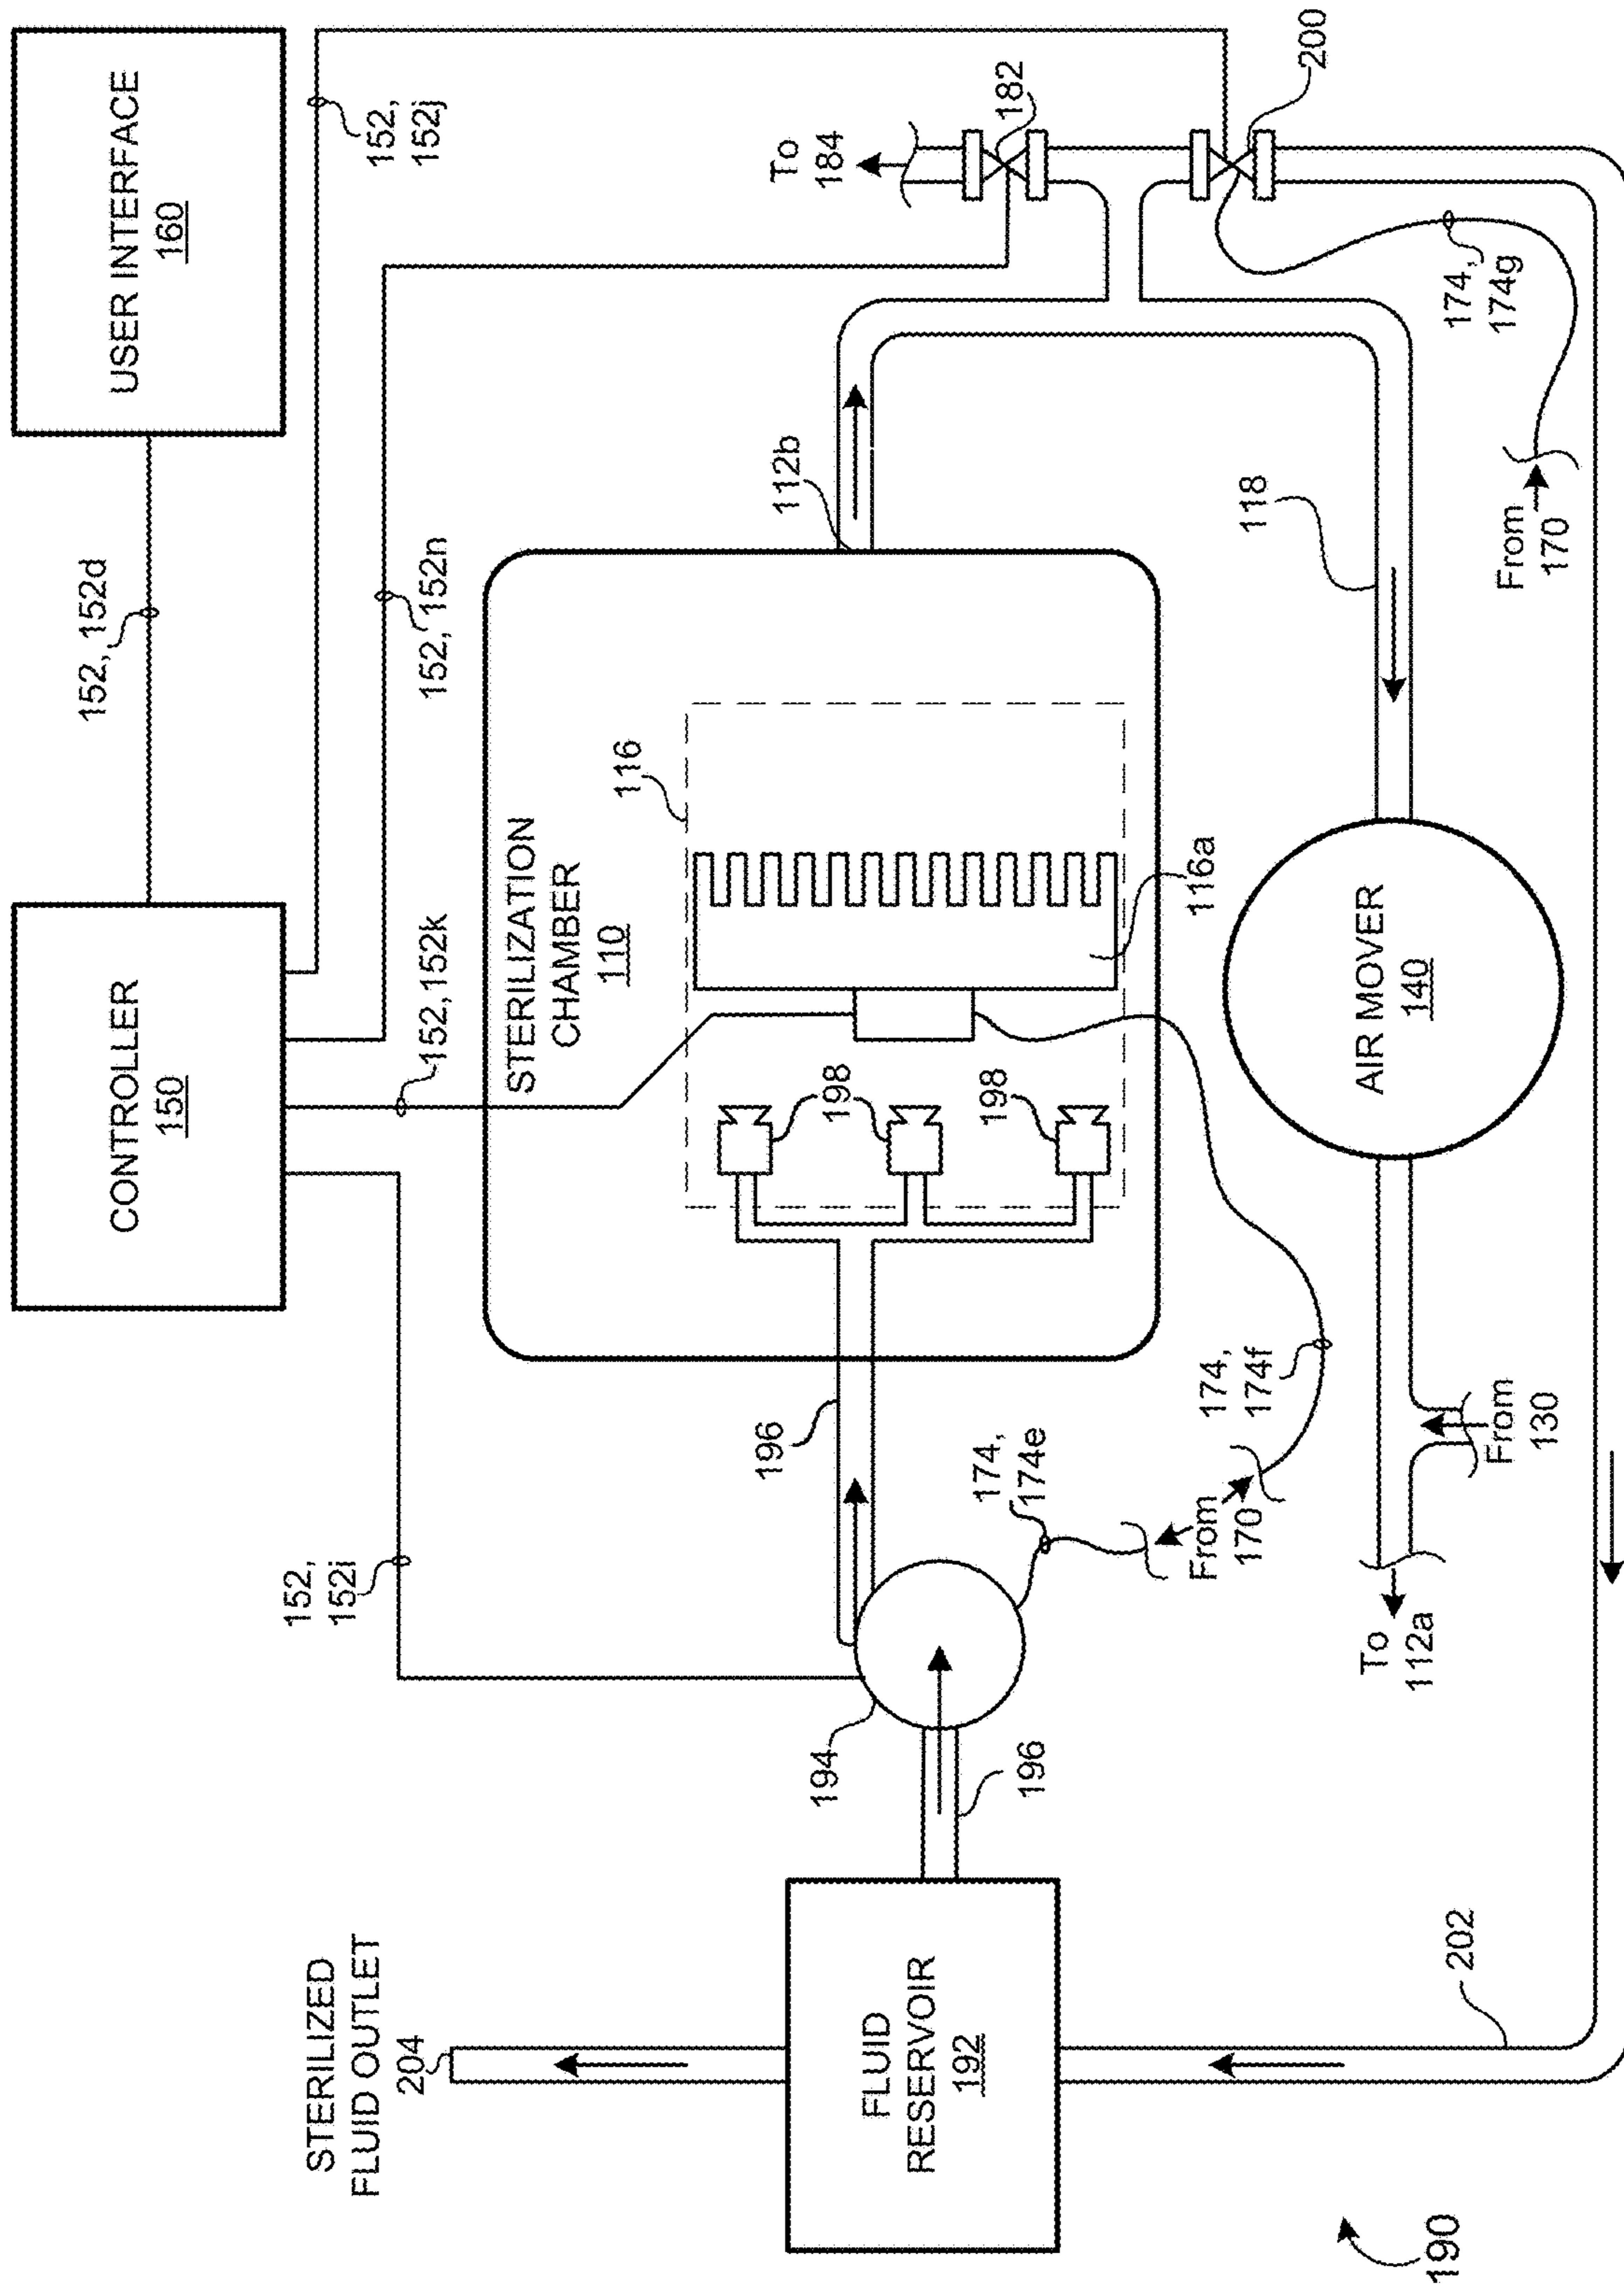 USER INTERFACE
160
152, 152d
CONTROLLER
150
152,
152j
152, 152n
152, 152k
152,
152i
To
184
182
200
174,
174g
From
170
112b
118
STERILIZATION
CHAMBER
110
116
116a
198
198
AIR MOVER
140
196
174,
174f
174,
174e
From
170
From
130
To
112a
194
196
STERILIZED
FLUID OUTLET
204
FLUID
RESERVOIR
192
202
190